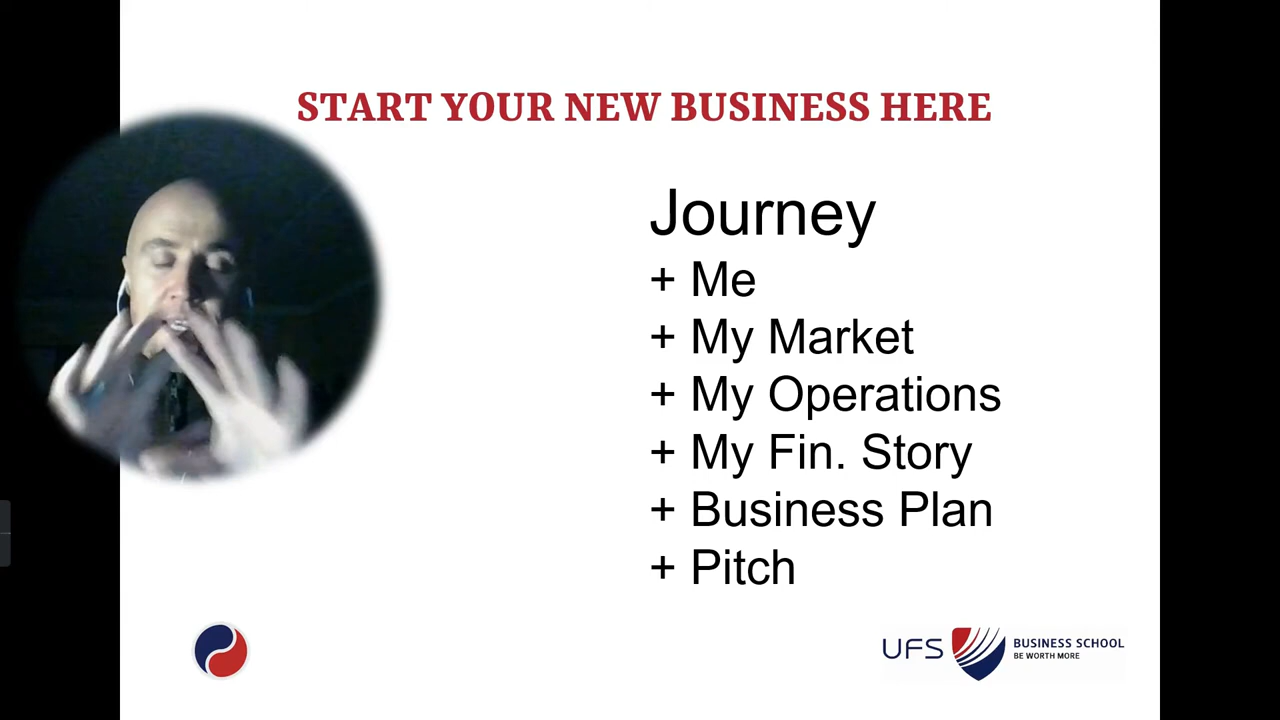 START YOUR NEW BUSINESS HERE
Journey
+ Me
+ My Market
+ My Operations
+ My Fin. Story
+ Business Plan
+ Pitch
UFS BUSINESS SCHOOL
BE WORTH MORE